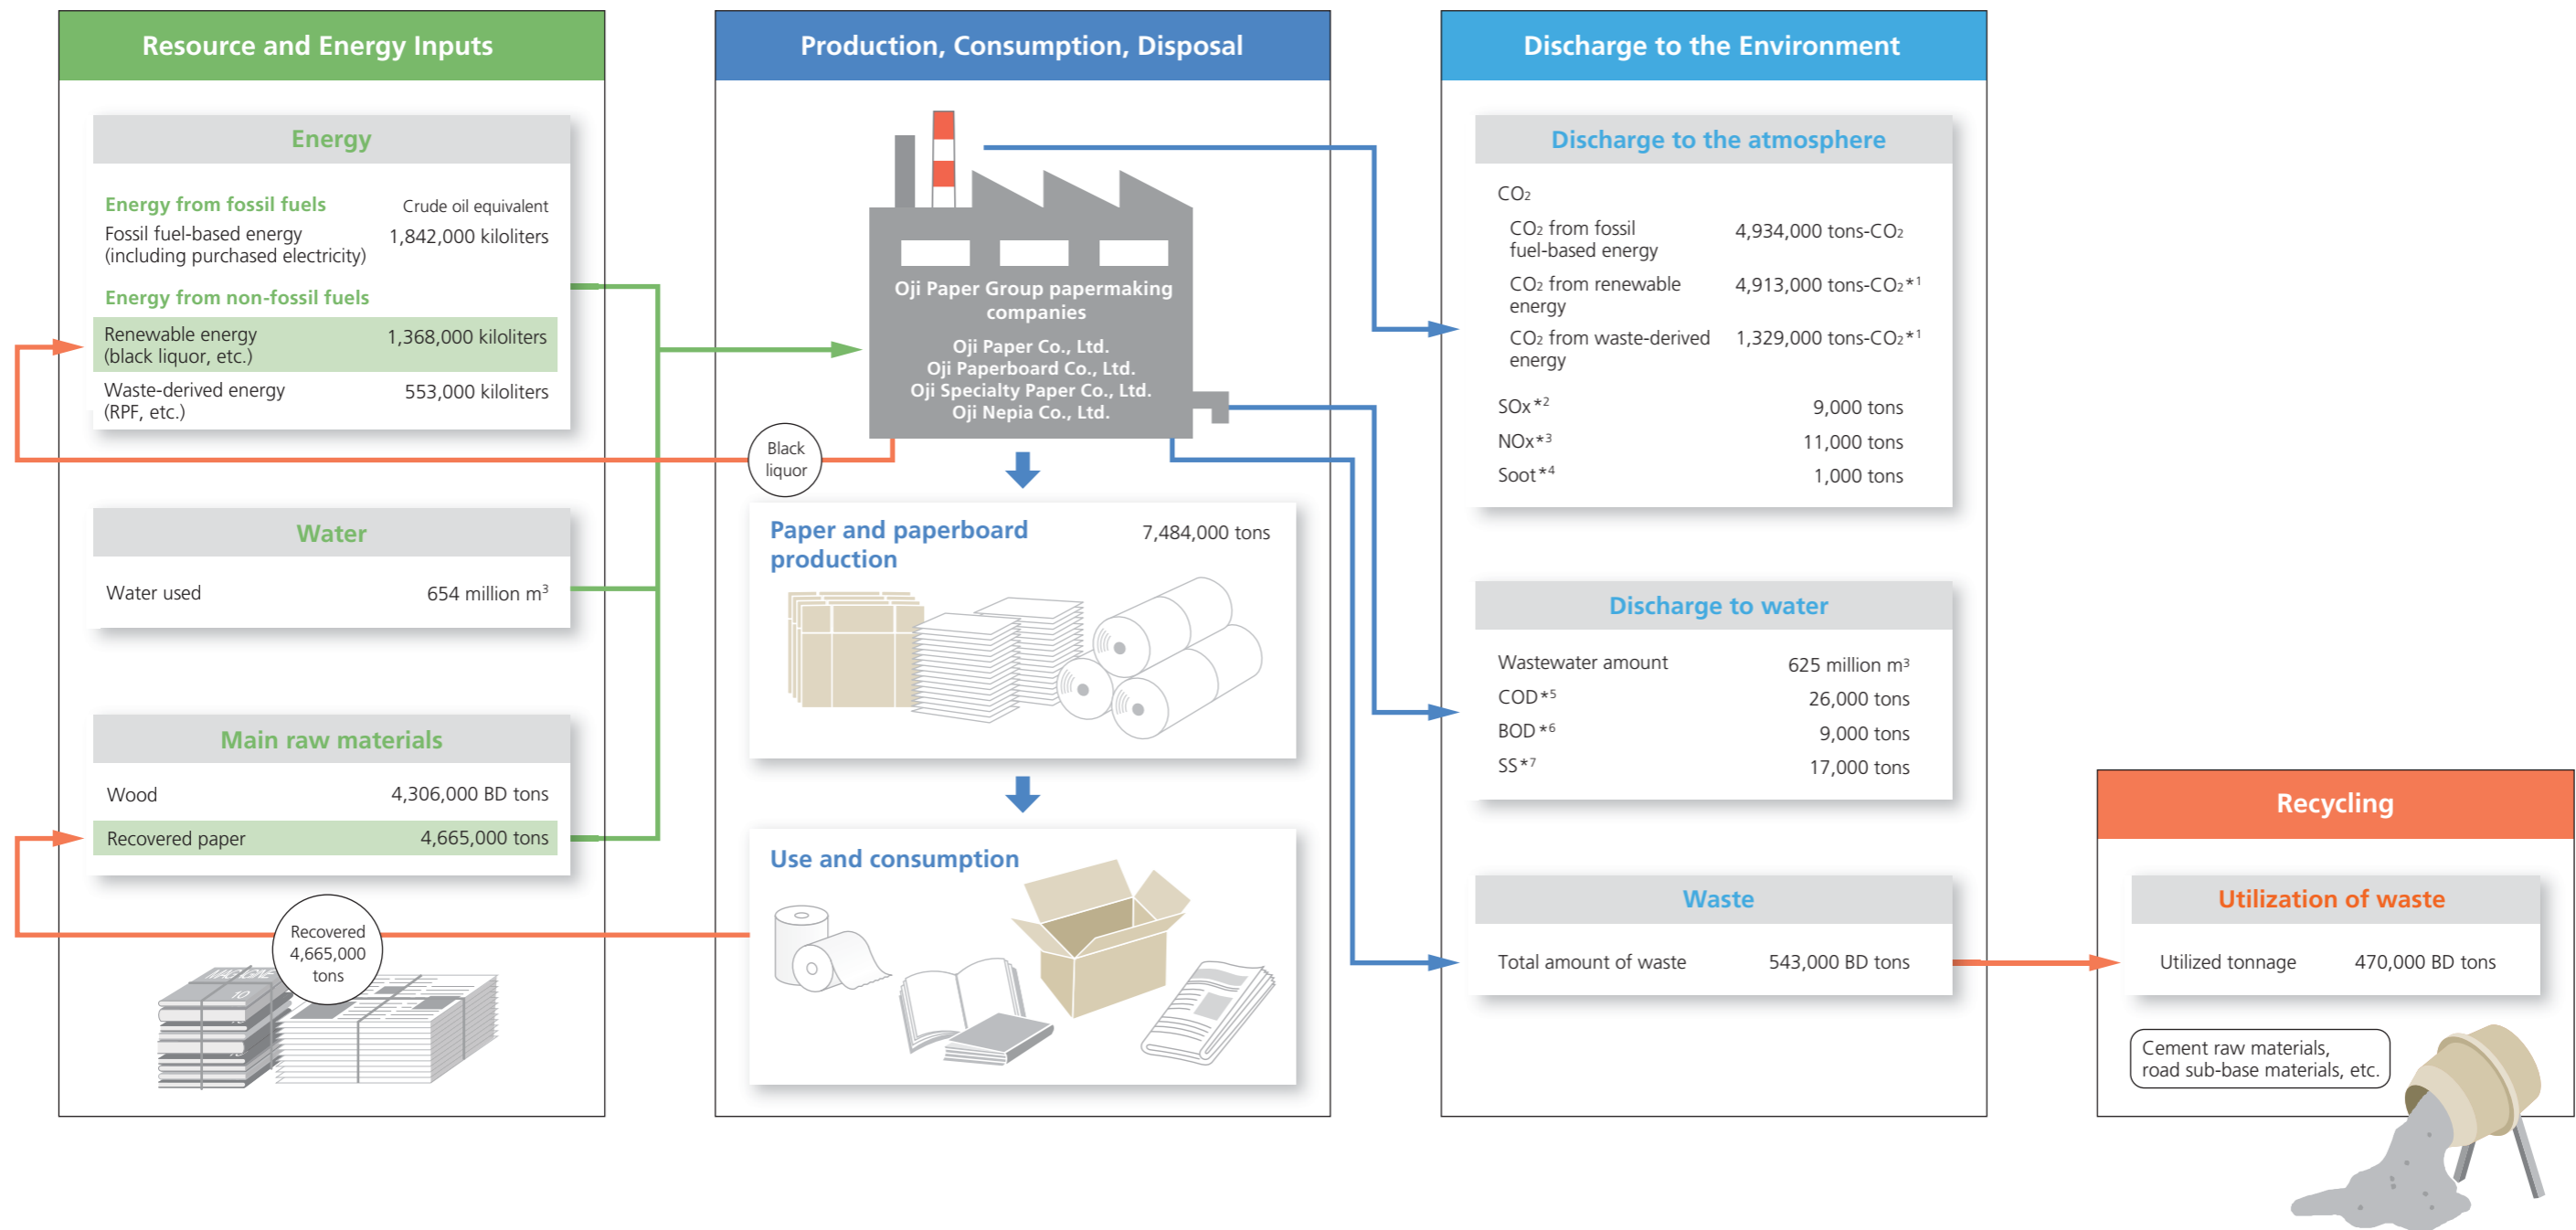 Resource and Energy Inputs
Energy
Energy from fossil fuels
Crude oil equivalent
Fossil fuel-based energy
(including purchased electricity)
1,842,000 kiloliters
Energy from non-fossil fuels
Renewable energy
(black liquor, etc.)
1,368,000 kiloliters
Waste-derived energy
(RPF, etc.)
553,000 kiloliters
Water
Water used
654 million m³
Main raw materials
Wood
4,306,000 BD tons
Recovered paper
4,665,000 tons
Recovered
4,665,000
tons
MAGAGINE
10
Production, Consumption, Disposal
Oji Paper Group papermaking
companies
Oji Paper Co., Ltd.
Oji Paperboard Co., Ltd.
Oji Specialty Paper Co., Ltd.
Oji Nepia Co., Ltd.
Black
liquor
Paper and paperboard
production
7,484,000 tons
Use and consumption
Discharge to the Environment
Discharge to the atmosphere
CO₂
CO₂ from fossil
fuel-based energy
4,934,000 tons-CO₂
CO₂ from renewable
energy
4,913,000 tons-CO₂*¹
CO₂ from waste-derived
energy
1,329,000 tons-CO₂*¹
SOx*²
9,000 tons
NOx*³
11,000 tons
Soot*⁴
1,000 tons
Discharge to water
Wastewater amount
625 million m³
COD*⁵
26,000 tons
BOD*⁶
9,000 tons
SS*⁷
17,000 tons
Waste
Total amount of waste
543,000 BD tons
Recycling
Utilization of waste
Utilized tonnage
470,000 BD tons
Cement raw materials,
road sub-base materials, etc.